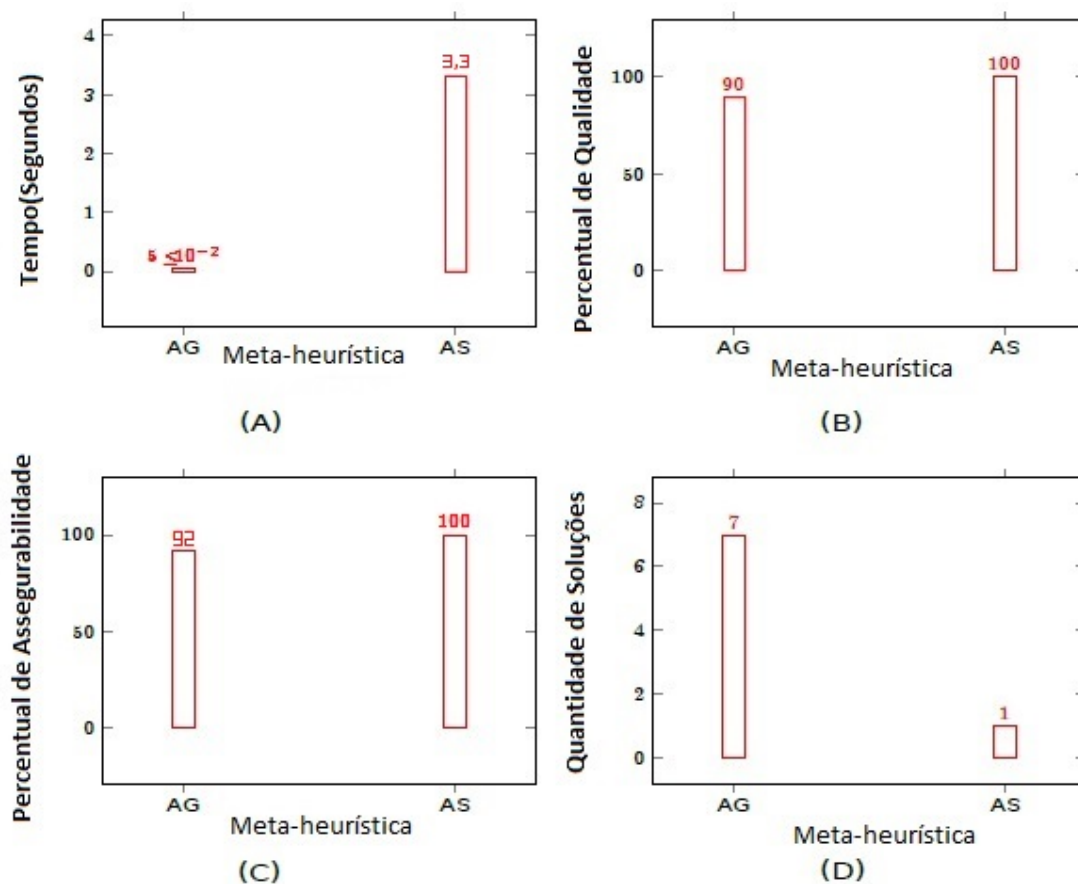 Tempo(Segundos)
4
3
2
1
0
3,3
AG
Meta-heurística
AS
(A)
Percentual de Qualidade
100
50
0
90
100
AG
AS
Meta-heurística
(B)
Percentual de Assegurabilidade
100
50
0
92
100
AG
AS
Meta-heurística
(C)
Quantidade de Soluções
8
6
4
2
0
7
1
AG
AS
Meta-heurística
(D)